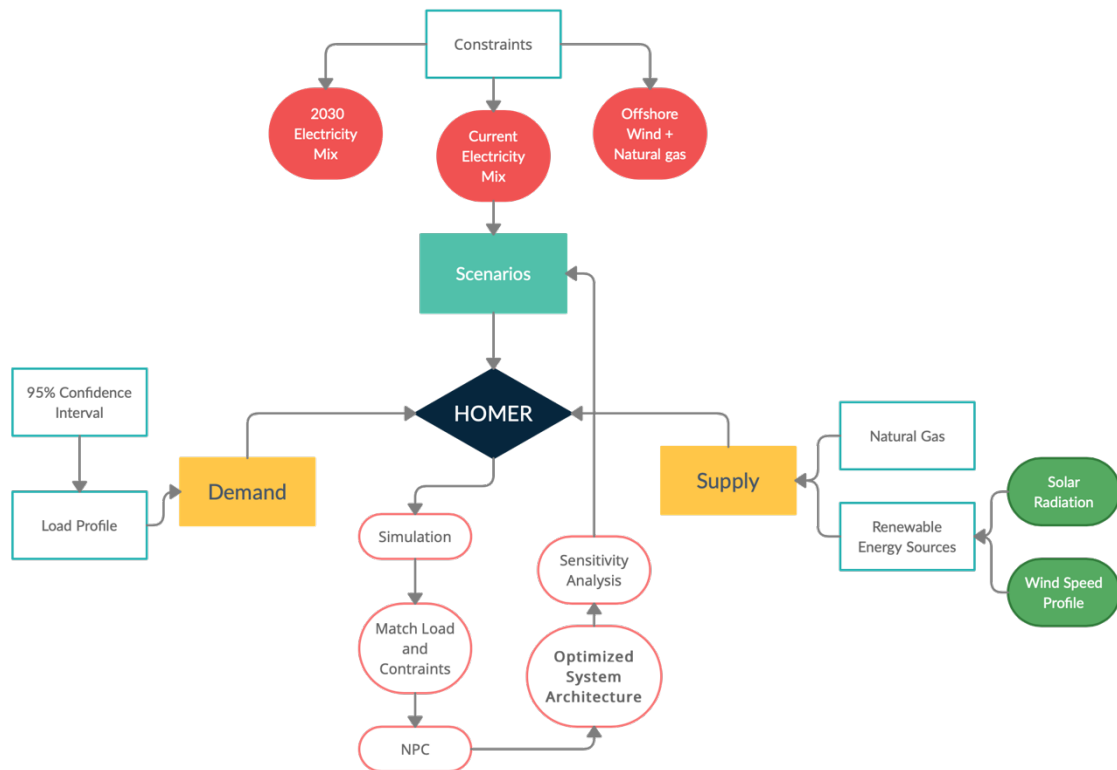 Constraints
2030
Electricity
Mix
Current
Electricity
Mix
Offshore
Wind +
Natural gas
Scenarios
95% Confidence
Interval
Load Profile
Demand
HOMER
Supply
Natural Gas
Renewable
Energy Sources
Solar
Radiation
Wind Speed
Profile
Simulation
Match Load
and
Contraints
NPC
Optimized
System
Architecture
Sensitivity
Analysis